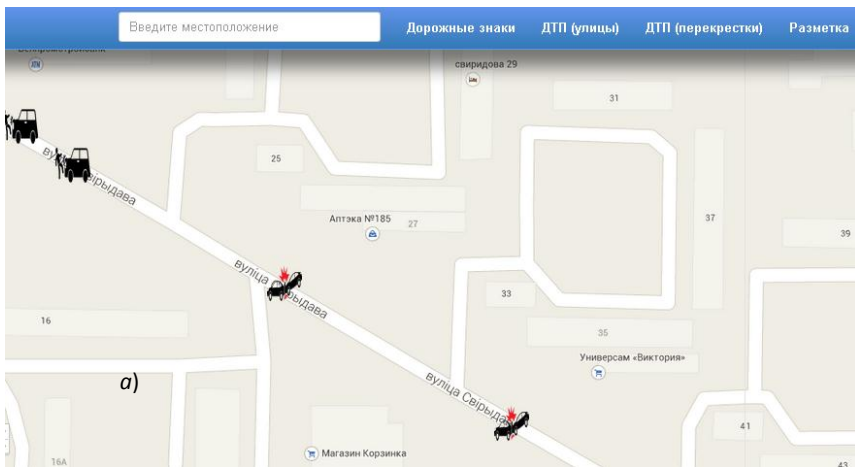 Введите местоположение
Дорожные знаки
ДТП (улицы)
ДТП (перекрестки)
Разметка
свиридова 29
31
25
вуліца Свірыдава
Аптэка №185
27
37
39
вуліца Свірыдава
33
16
35
Универсам «Виктория»
а)
вуліца Свірыдава
41
Магазин Корзинка
16А
43